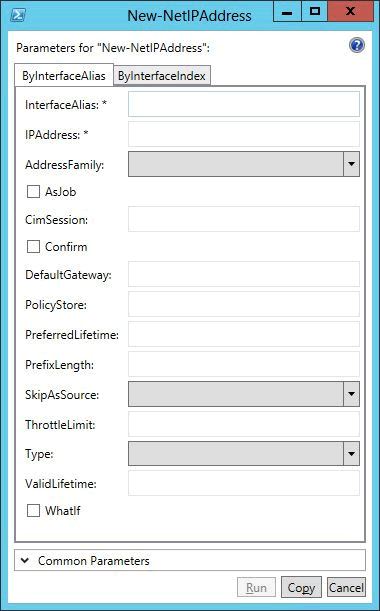 New-NetIPAddress
Parameters for "New-NetIPAddress":
ByInterfaceAlias ByInterfaceIndex
InterfaceAlias: *
IPAddress: *
AddressFamily:
AsJob
CimSession:
Confirm
DefaultGateway:
PolicyStore:
PreferredLifetime:
PrefixLength:
SkipAsSource:
ThrottleLimit:
Type:
ValidLifetime:
WhatIf
Common Parameters
Run Copy Cancel